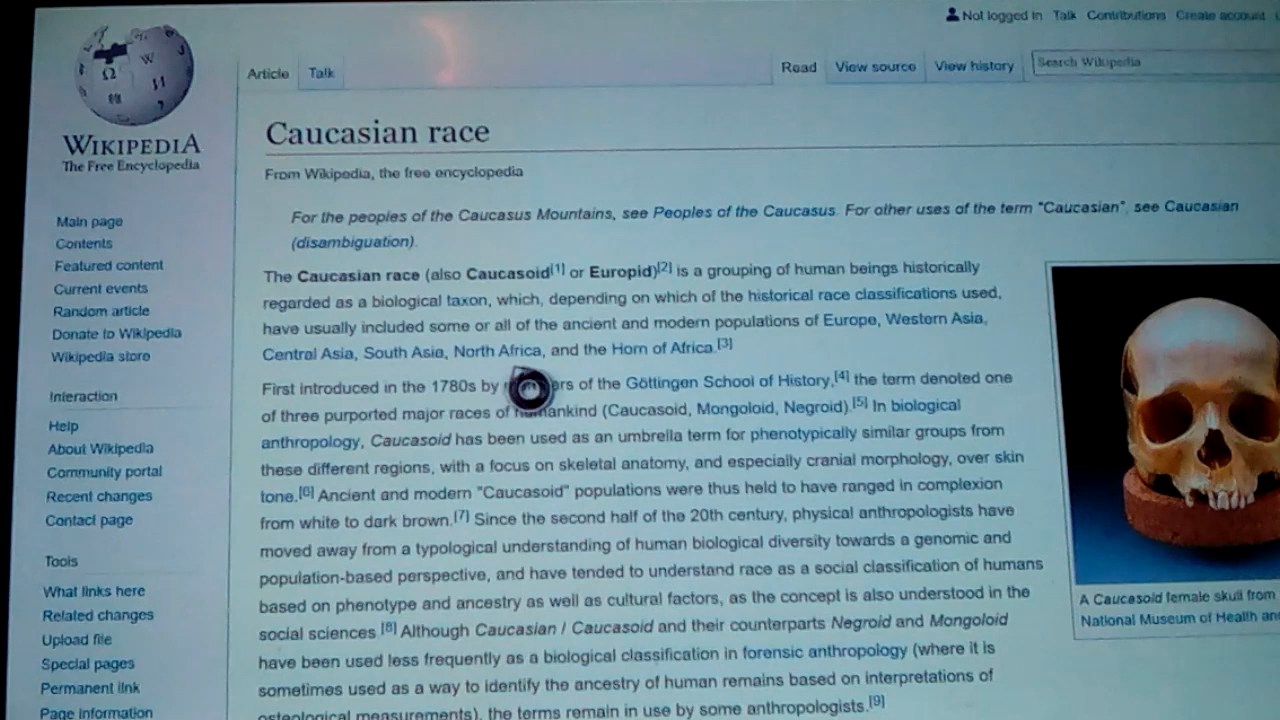 Not logged in Talk Contributions Create account
Article Talk Read View source View history Search Wikipedia
WIKIPEDIA
The Free Encyclopedia
Main page
Contents
Featured content
Current events
Random article
Donate to Wikipedia
Wikipedia store
Interaction
Help
About Wikipedia
Community portal
Recent changes
Contact page
Tools
What links here
Related changes
Upload file
Special pages
Permanent link
Page information
Caucasian race
From Wikipedia, the free encyclopedia
For the peoples of the Caucasus Mountains, see Peoples of the Caucasus. For other uses of the term "Caucasian", see Caucasian
(disambiguation).
The Caucasian race (also Caucasoid[1] or Europid)[2] is a grouping of human beings historically
regarded as a biological taxon, which, depending on which of the historical race classifications used,
have usually included some or all of the ancient and modern populations of Europe, Western Asia,
Central Asia, South Asia, North Africa, and the Horn of Africa.[3]
First introduced in the 1780s by of the Göttingen School of History,[4] the term denoted one
of three purported major races of humankind (Caucasoid, Mongoloid, Negroid).[5] In biological
anthropology, Caucasoid has been used as an umbrella term for phenotypically similar groups from
these different regions, with a focus on skeletal anatomy, and especially cranial morphology, over skin
tone.[6] Ancient and modern "Caucasoid" populations were thus held to have ranged in complexion
from white to dark brown.[7] Since the second half of the 20th century, physical anthropologists have
moved away from a typological understanding of human biological diversity towards a genomic and
population-based perspective, and have tended to understand race as a social classification of humans
based on phenotype and ancestry as well as cultural factors, as the concept is also understood in the
social sciences.[8] Although Caucasian / Caucasoid and their counterparts Negroid and Mongoloid
have been used less frequently as a biological classification in forensic anthropology (where it is
sometimes used as a way to identify the ancestry of human remains based on interpretations of
osteological measurements), the terms remain in use by some anthropologists.[9]
A Caucasoid female skull from
National Museum of Health